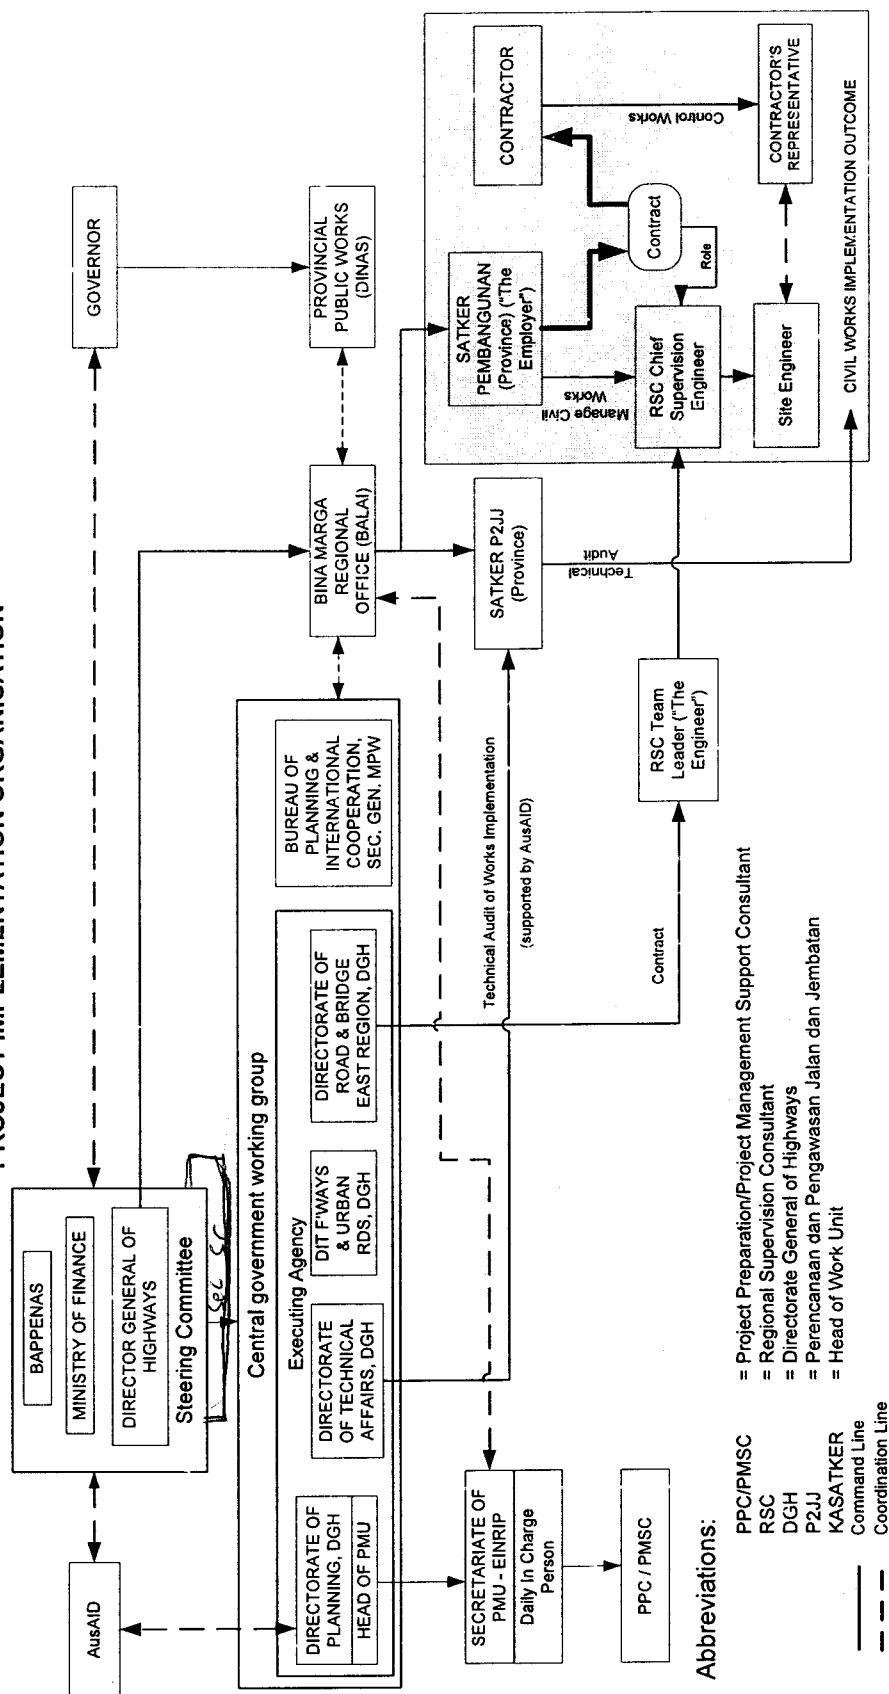 PROJECT IMPLEMENTATION ORGANISATION
AusAID
BAPPENAS
MINISTRY OF FINANCE
DIRECTOR GENERAL OF
HIGHWAYS
Steering Committee
Sec SC
GOVERNOR
Central government working group
Executing Agency
DIRECTORATE OF
PLANNING, DGH
HEAD OF PMU
DIRECTORATE
OF TECHNICAL
AFFAIRS, DGH
DIT F'WAYS
& URBAN
RDS, DGH
DIRECTORATE OF
ROAD & BRIDGE
EAST REGION, DGH
BUREAU OF
PLANNING &
INTERNATIONAL
COOPERATION,
SEC. GEN. MPW
BINA MARGA
REGIONAL
OFFICE (BALAI)
PROVINCIAL
PUBLIC WORKS
(DINAS)
SECRETARIATE OF
PMU - EINRIP
Daily In Charge
Person
PPC / PMSC
Technical Audit of Works Implementation
(supported by AusAID)
SATKER P2JJ
(Province)
Technical
Audit
Contract
RSC Team
Leader ("The
Engineer")
SATKER
PEMBANGUNAN
(Province) ("The
Employer")
Manage Civil
Works
CONTRACTOR
Contract
Role
Control Works
RSC Chief
Supervision
Engineer
Site Engineer
CONTRACTOR'S
REPRESENTATIVE
CIVIL WORKS IMPLEMENTATION OUTCOME
Abbreviations:
PPC/PMSC = Project Preparation/Project Management Support Consultant
RSC = Regional Supervision Consultant
DGH = Directorate General of Highways
P2JJ = Perencanaan dan Pengawasan Jalan dan Jembatan
KASATKER = Head of Work Unit
Command Line
Coordination Line